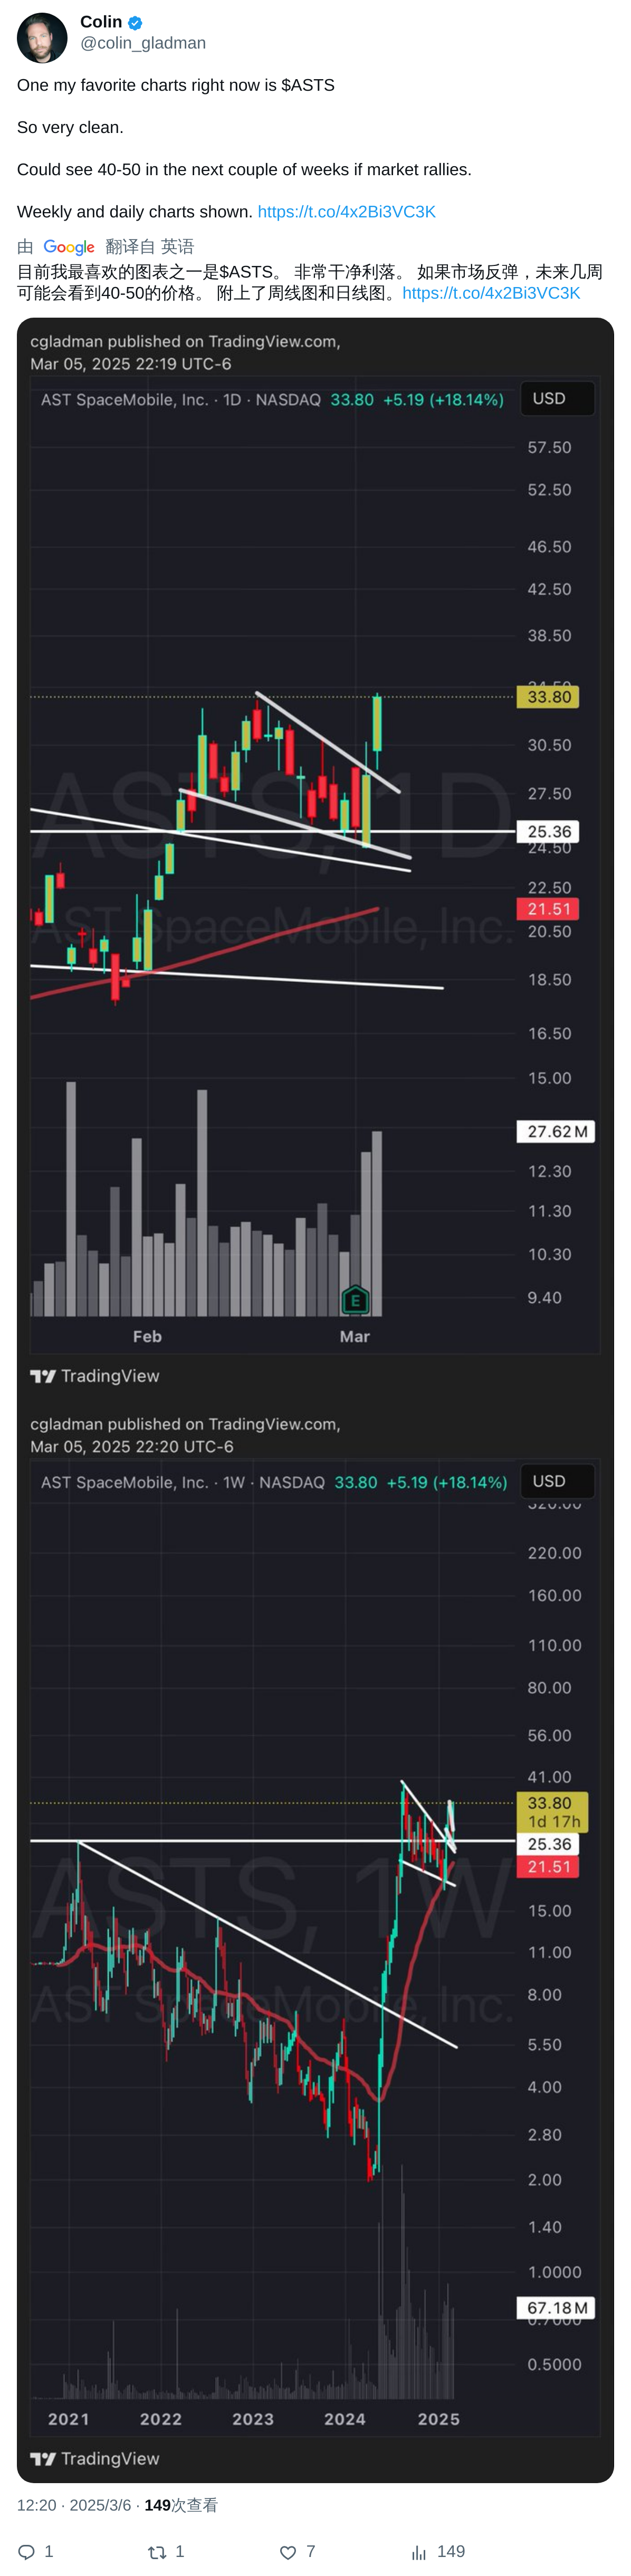 Colin
@colin_gladman
One my favorite charts right now is $ASTS
So very clean.
Could see 40-50 in the next couple of weeks if market rallies.
Weekly and daily charts shown. https://t.co/4x2Bi3VC3K
由 Google 翻译自 英语
目前我最喜欢的图表之一是$ASTS。 非常干净利落。 如果市场反弹，未来几周
可能会看到40-50的价格。 附上了周线图和日线图。https://t.co/4x2Bi3VC3K
cgladman published on TradingView.com,
Mar 05, 2025 22:19 UTC-6
AST SpaceMobile, Inc. · 1D · NASDAQ 33.80 +5.19 (+18.14%) USD
57.50
52.50
46.50
42.50
38.50
34.50
33.80
30.50
27.50
ASTS, 1D
25.36
24.50
22.50
21.51
AST SpaceMobile, Inc.
20.50
18.50
16.50
15.00
27.62 M
12.30
11.30
10.30
E
9.40
Feb Mar
TradingView
cgladman published on TradingView.com,
Mar 05, 2025 22:20 UTC-6
AST SpaceMobile, Inc. · 1W · NASDAQ 33.80 +5.19 (+18.14%) USD
320.00
220.00
160.00
110.00
80.00
56.00
41.00
33.80
1d 17h
25.36
21.51
ASTS, 1W
15.00
11.00
8.00
AST SpaceMobile, Inc.
5.50
4.00
2.80
2.00
1.40
1.0000
67.18 M
0.7000
0.5000
2021 2022 2023 2024 2025
TradingView
12:20 · 2025/3/6 · 149次查看
1 1 7 149